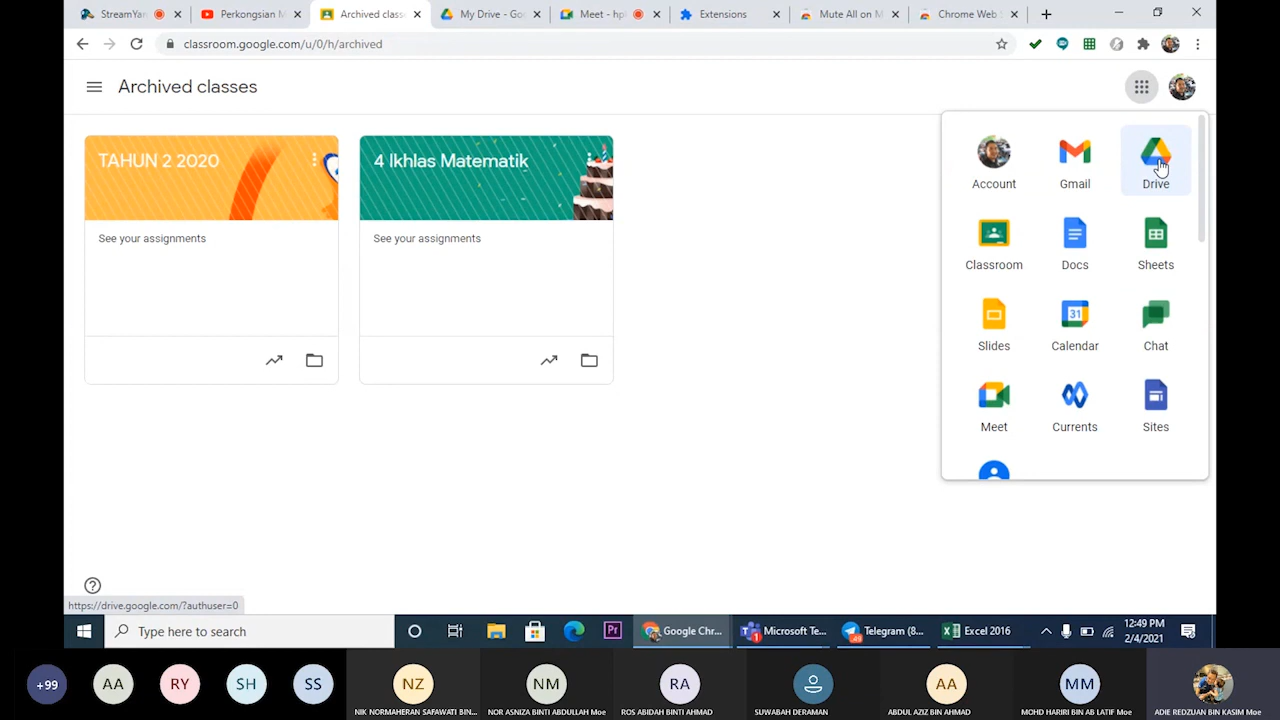 StreamYar
Perkongsian M
Archived class
My Drive - Goo
Meet - hpl
Extensions
Mute All on M
Chrome Web S
classroom.google.com/u/0/h/archived
Archived classes
TAHUN 2 2020
4 Ikhlas Matematik
See your assignments
See your assignments
Account
Gmail
Drive
Classroom
Docs
Sheets
31
Slides
Calendar
Chat
Meet
Currents
Sites
https://drive.google.com/?authuser=0
Type here to search
Pr
Google Chr...
Microsoft Te...
Telegram (8...
Excel 2016
12:49 PM
2/4/2021
+99
AA
RY
SH
SS
NZ
NM
RA
AA
MM
NIK NORMAHERAN SAFAWATI BIN...
NOR ASNIZA BINTI ABDULLAH Moe
ROS ABIDAH BINTI AHMAD
SUWABAH DERAMAN
ABDUL AZIZ BIN AHMAD
MOHD HARIRI BIN AB LATIF Moe
ADIE REDZUAN BIN KASIM Moe